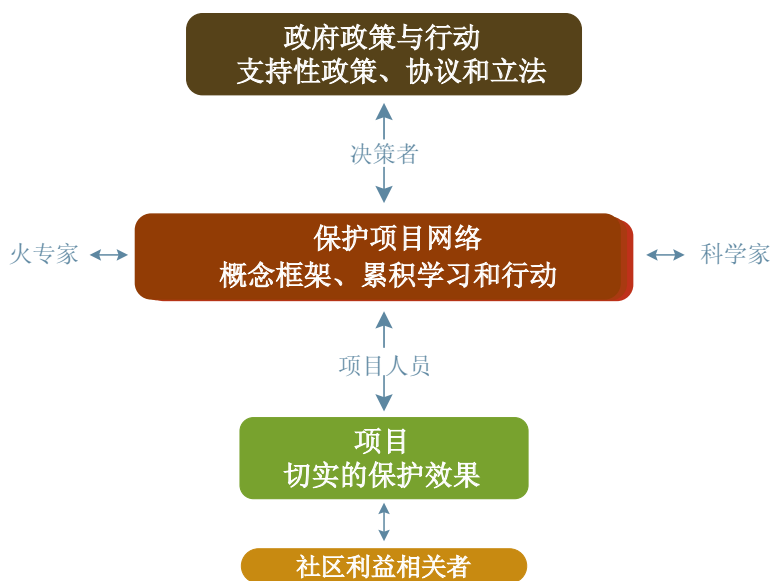 政府政策与行动
支持性政策、协议和立法
决策者
火专家
保护项目网络
概念框架、累积学习和行动
科学家
项目人员
项目
切实的保护效果
社区利益相关者